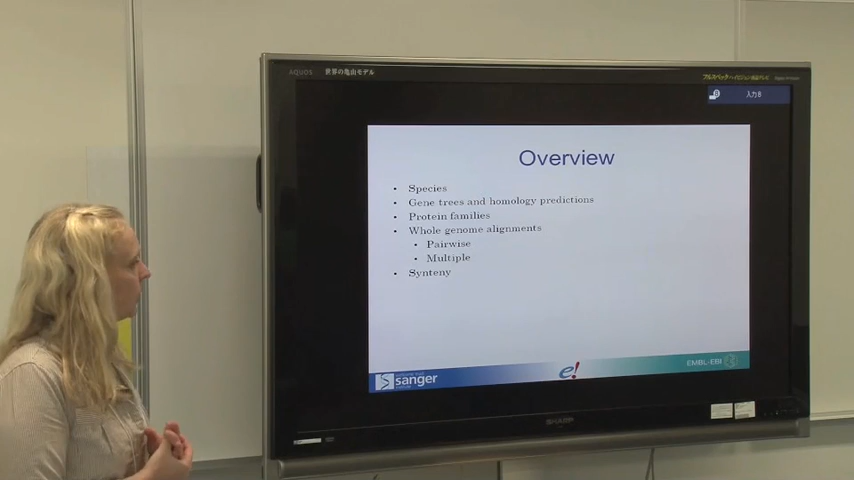 AQUOS 世界の亀山モデル
入力8
Overview
• Species
• Gene trees and homology predictions
• Protein families
• Whole genome alignments
• Pairwise
• Multiple
• Synteny
sanger
e!
EMBL-EBI
SHARP